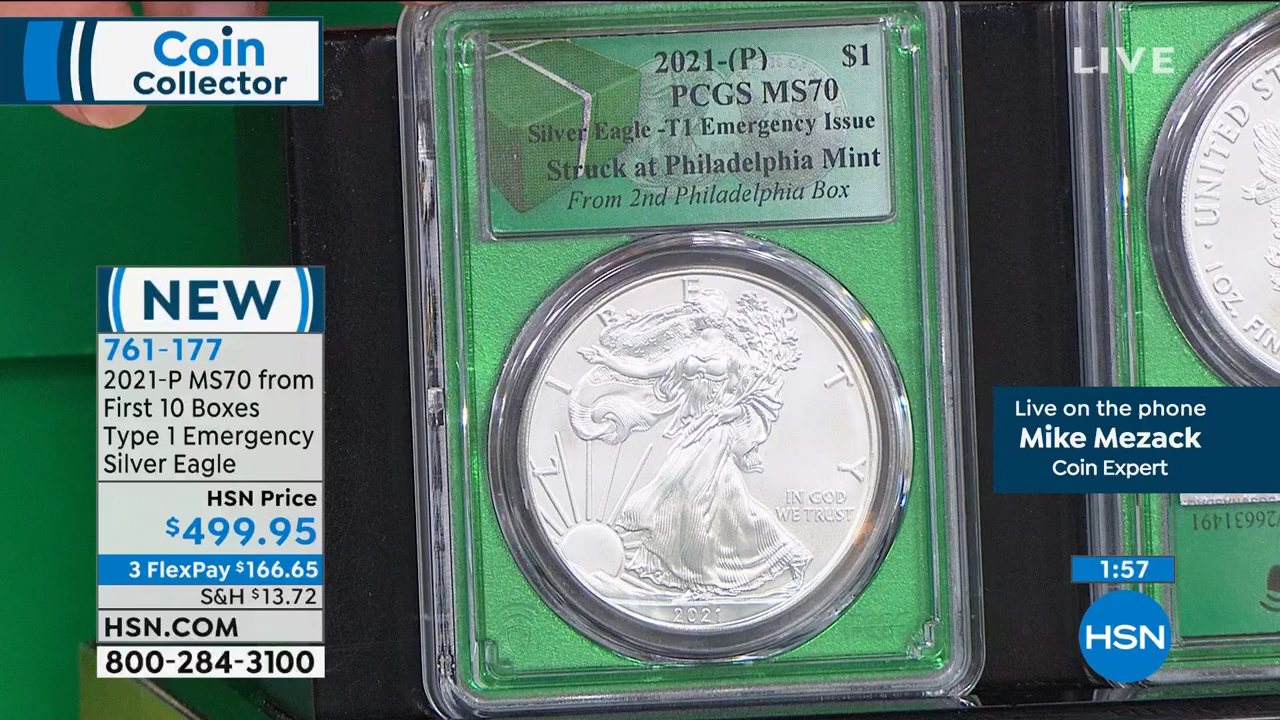 Coin
Collector
LIVE
2021-(P) $1
PCGS MS70
Silver Eagle -T1 Emergency Issue
Struck at Philadelphia Mint
From 2nd Philadelphia Box
NEW
761-177
2021-P MS70 from
First 10 Boxes
Type 1 Emergency
Silver Eagle
HSN Price
$499.95
3 FlexPay $166.65
S&H $13.72
HSN.COM
800-284-3100
LIBERTY
IN GOD
WE TRUST
2021
UNITED
1 OZ. FIN
Live on the phone
Mike Mezack
Coin Expert
26631491
1:57
HSN